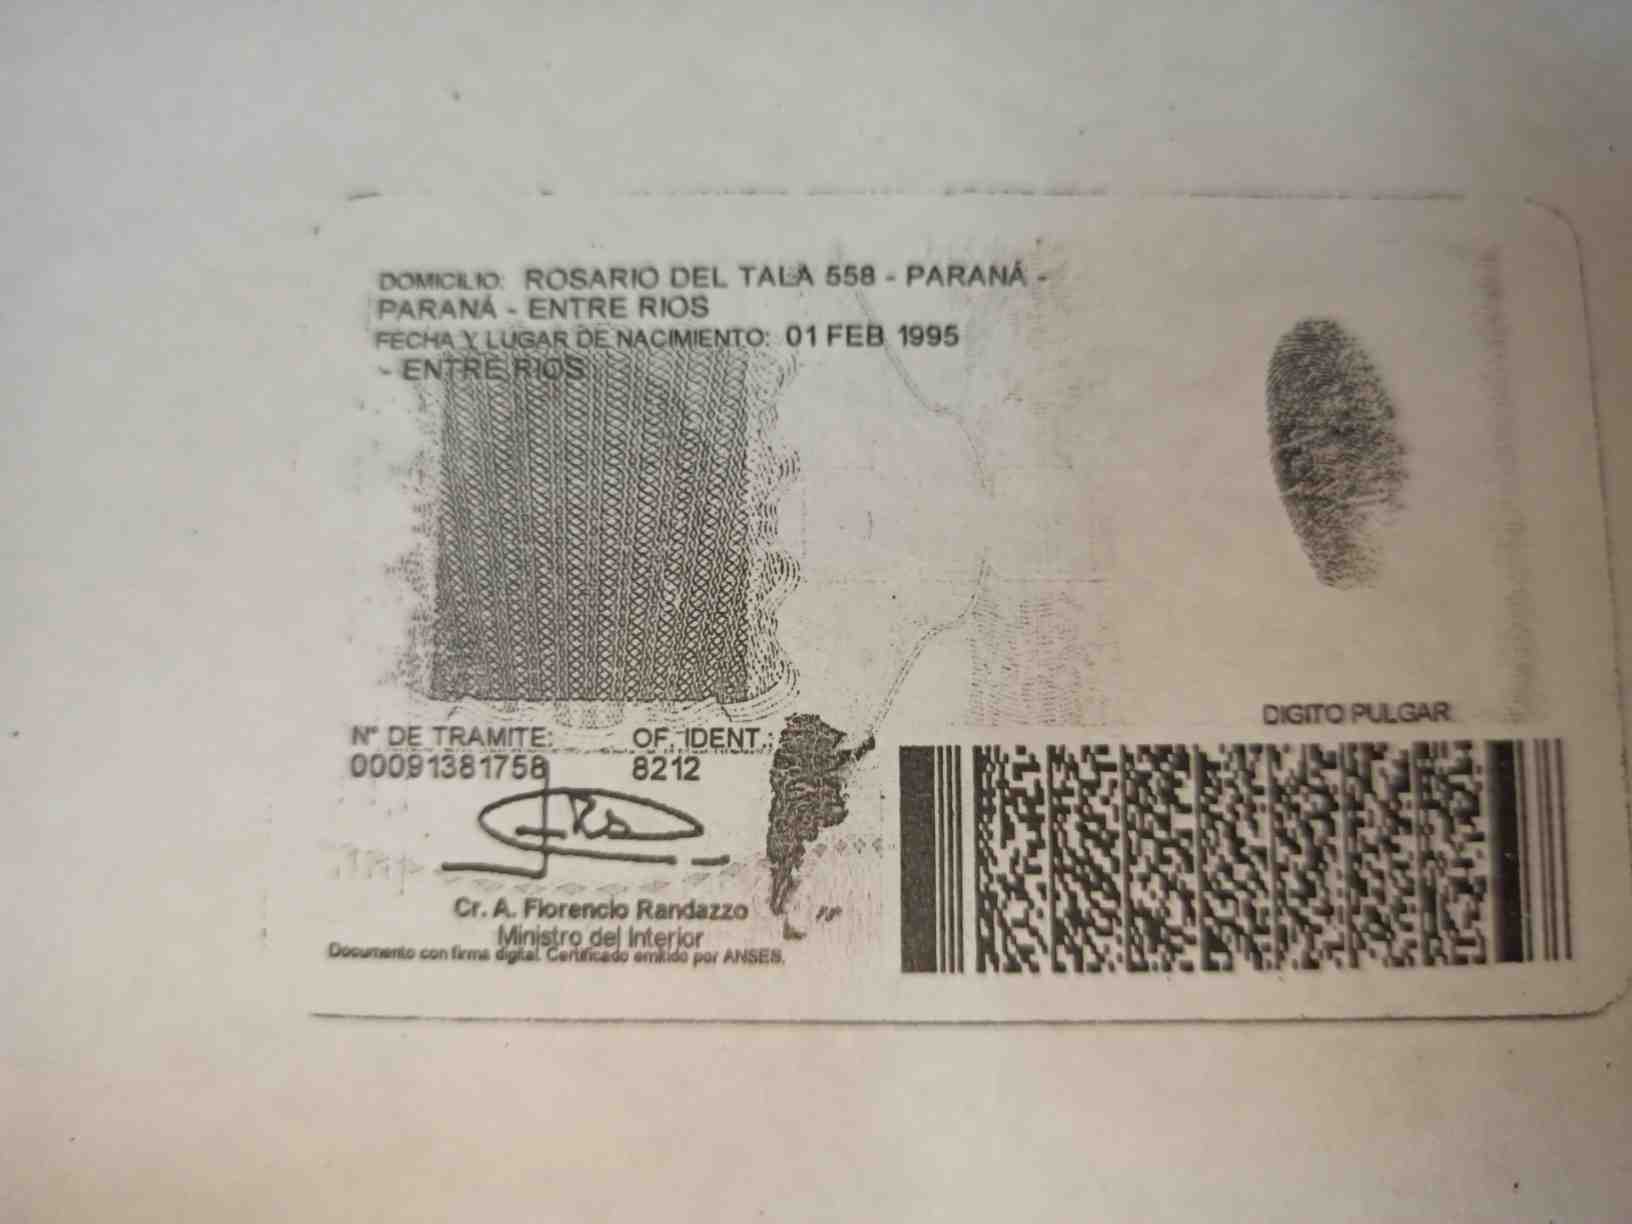 DOMICILIO: ROSARIO DEL TALA 558 - PARANÁ -
PARANÁ - ENTRE RIOS
FECHA Y LUGAR DE NACIMIENTO: 01 FEB 1995
- ENTRE RIOS
DIGITO PULGAR
N° DE TRAMITE: OF. IDENT.:
00091381758 8212
Cr. A. Florencio Randazzo
Ministro del Interior
Documento con firma digital. Certificado emitido por ANSES.